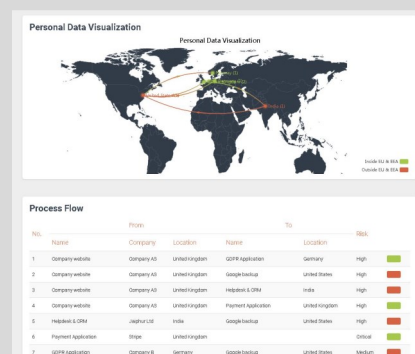 Personal Data Visualization
Personal Data Visualization
Inside EU & EEA
Outside EU & EEA
Process Flow
From To
No. Risk
Name Company Location Name Location
1 Company website Company AS United Kingdom GDPR Application Germany High
2 Company website Company AS United Kingdom Google backup United States High
3 Company website Company AS United Kingdom Helpdesk & CRM India High
4 Company website Company AS United Kingdom Payment Application United Kingdom High
5 Helpdesk & CRM Jaiphur Ltd India Google backup United States High
6 Payment Application Stripe United Kingdom Critical
7 GDPR Application Company B Germany Google backup United States Medium